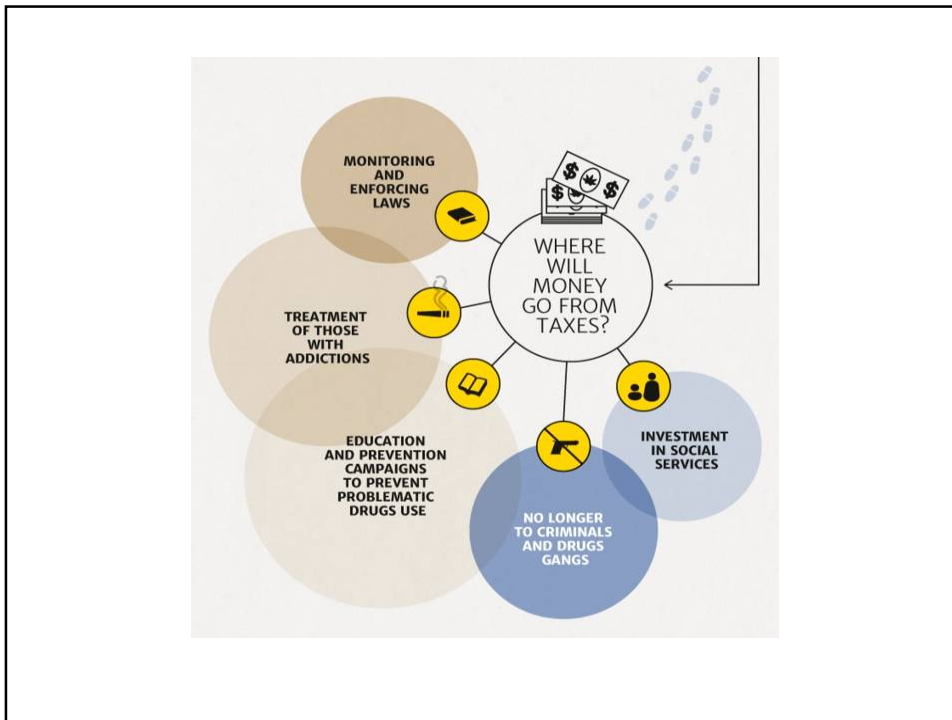 WHERE
WILL
MONEY
GO FROM
TAXES?
MONITORING
AND
ENFORCING
LAWS
TREATMENT
OF THOSE
WITH
ADDICTIONS
EDUCATION
AND PREVENTION
CAMPAIGNS
TO PREVENT
PROBLEMATIC
DRUGS USE
NO LONGER
TO CRIMINALS
AND DRUGS
GANGS
INVESTMENT
IN SOCIAL
SERVICES
$ $
$